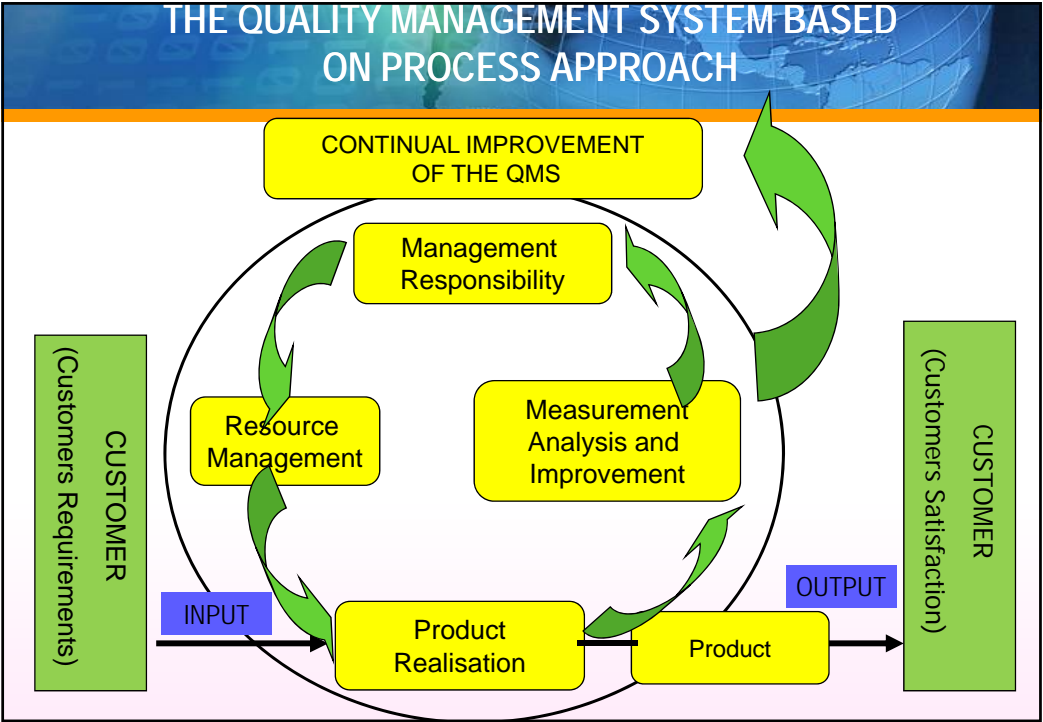 THE QUALITY MANAGEMENT SYSTEM BASED
ON PROCESS APPROACH
CONTINUAL IMPROVEMENT
OF THE QMS
Management
Responsibility
Resource
Management
Measurement
Analysis and
Improvement
CUSTOMER
(Customers Requirements)
CUSTOMER
(Customers Satisfaction)
INPUT
Product
Realisation
Product
OUTPUT